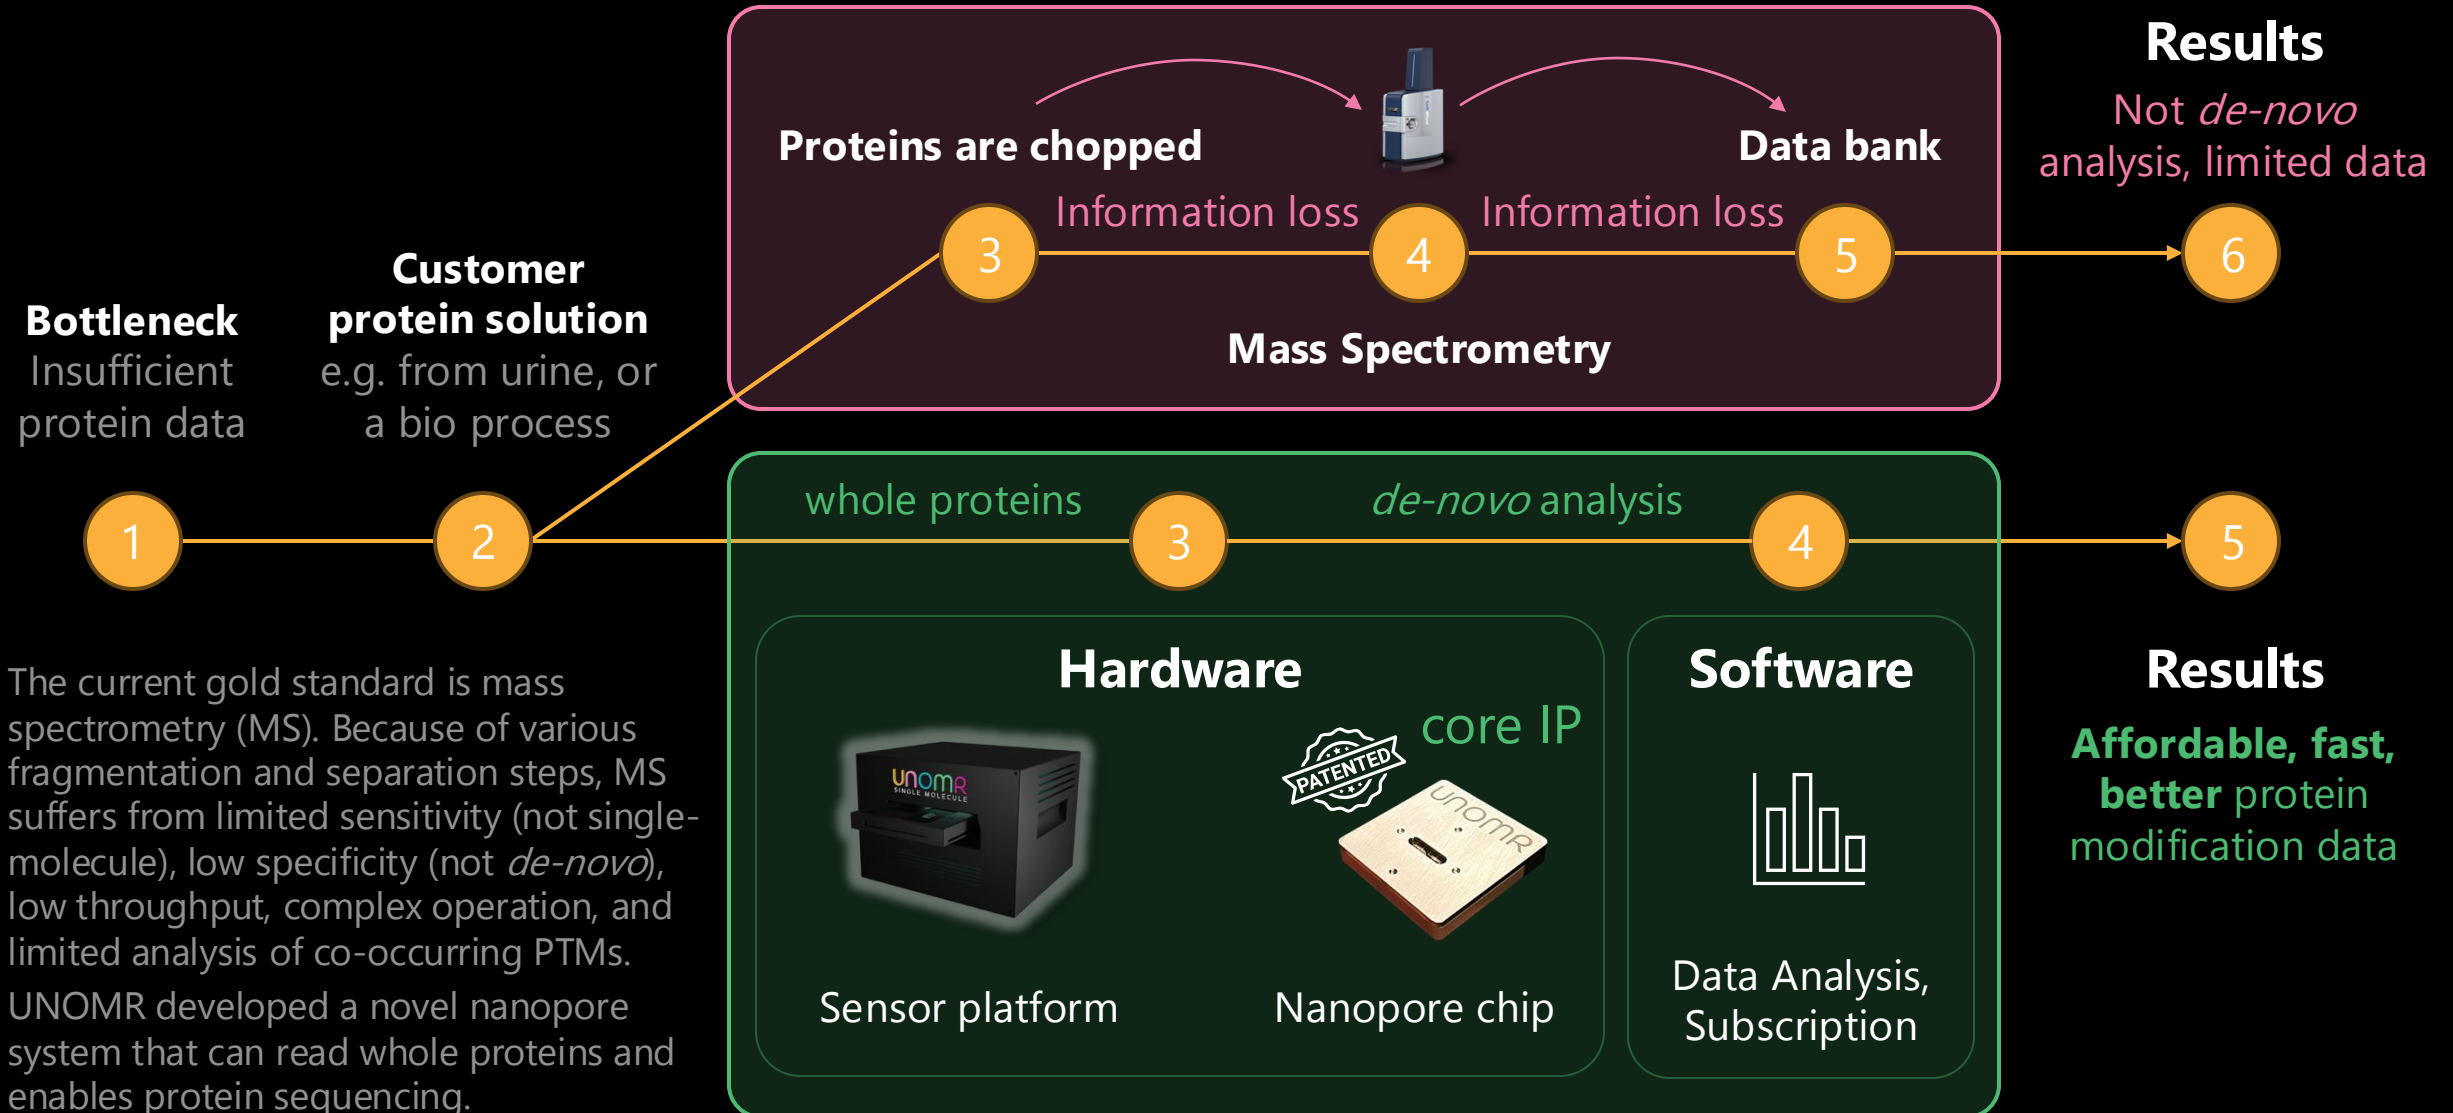 Bottleneck
Insufficient
protein data
1
Customer
protein solution
e.g. from urine, or
a bio process
2
Proteins are chopped
Data bank
Information loss
Information loss
3
4
5
Mass Spectrometry
Results
Not de-novo
analysis, limited data
6
whole proteins
de-novo analysis
3
4
5
Hardware
core IP
PATENTED
UNOMR
SINGLE MOLECULE
UNOMR
Sensor platform
Nanopore chip
Software
Data Analysis,
Subscription
Results
Affordable, fast,
better protein
modification data
The current gold standard is mass
spectrometry (MS). Because of various
fragmentation and separation steps, MS
suffers from limited sensitivity (not single-
molecule), low specificity (not de-novo),
low throughput, complex operation, and
limited analysis of co-occurring PTMs.
UNOMR developed a novel nanopore
system that can read whole proteins and
enables protein sequencing.